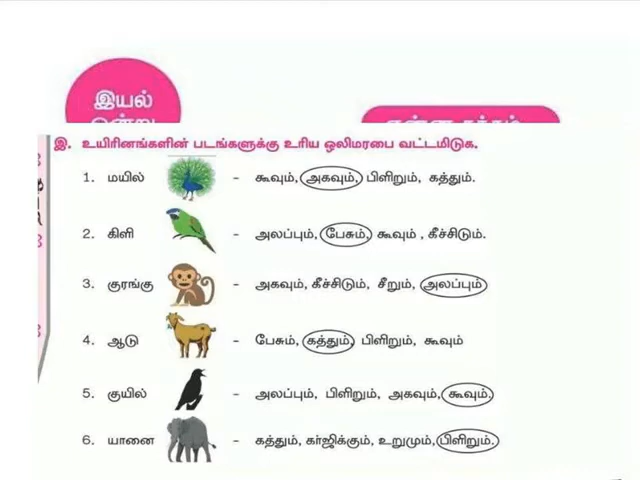 இயல்
ஒன்று
இ. உயிரினங்களின் படங்களுக்கு உரிய ஒலிமரபை வட்டமிடுக.
1. மயில் - கூவும், அகவும், பிளிறும், கத்தும்.
2. கிளி - அலப்பும், பேசும், கூவும் , கீச்சிடும்.
3. குரங்கு - அகவும், கீச்சிடும், சீறும், அலப்பும்
4. ஆடு - பேசும், கத்தும், பிளிறும், கூவும்
5. குயில் - அலப்பும், பிளிறும், அகவும், கூவும்.
6. யானை - கத்தும், கர்ஜிக்கும், உறுமும், பிளிறும்.